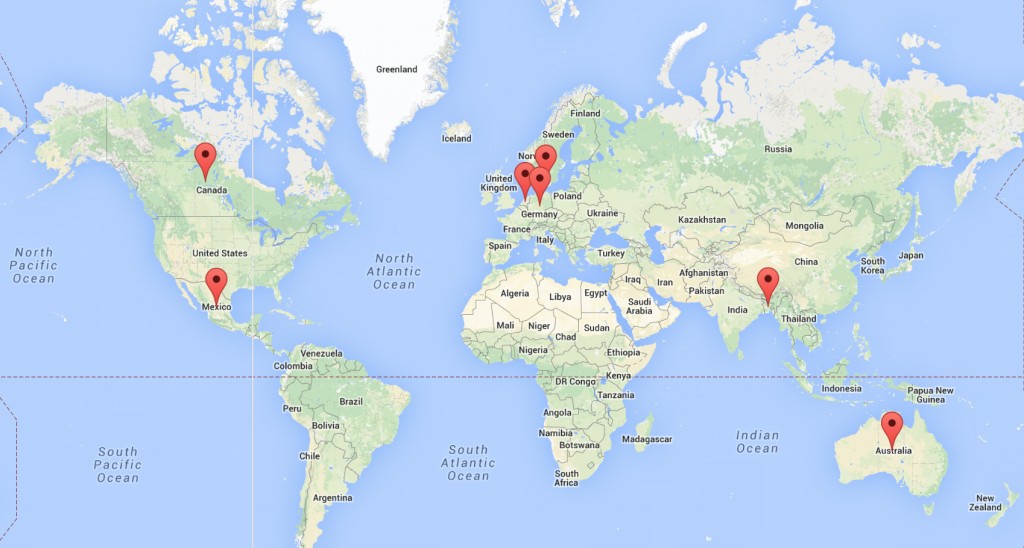 Greenland
Iceland
Finland
Sweden
Nor
Russia
Canada
United
Kingdom
Poland
Germany
Ukraine
Kazakhstan
Mongolia
France
Italy
Spain
Turkey
North
Pacific
Ocean
United States
North
Atlantic
Ocean
China
South
Korea
Japan
Afghanistan
Iraq
Iran
Pakistan
Algeria
Libya
Egypt
Saudi
Arabia
Mexico
India
Thailand
Mali
Niger
Sudan
Chad
Nigeria
Ethiopia
Venezuela
Colombia
Kenya
DR Congo
Tanzania
Indonesia
Papua New
Guinea
Brazil
Peru
Bolivia
Angola
Namibia
Botswana
Madagascar
South
Pacific
Ocean
Chile
South
Atlantic
Ocean
Indian
Ocean
Australia
South
Africa
Argentina
New
Zealand